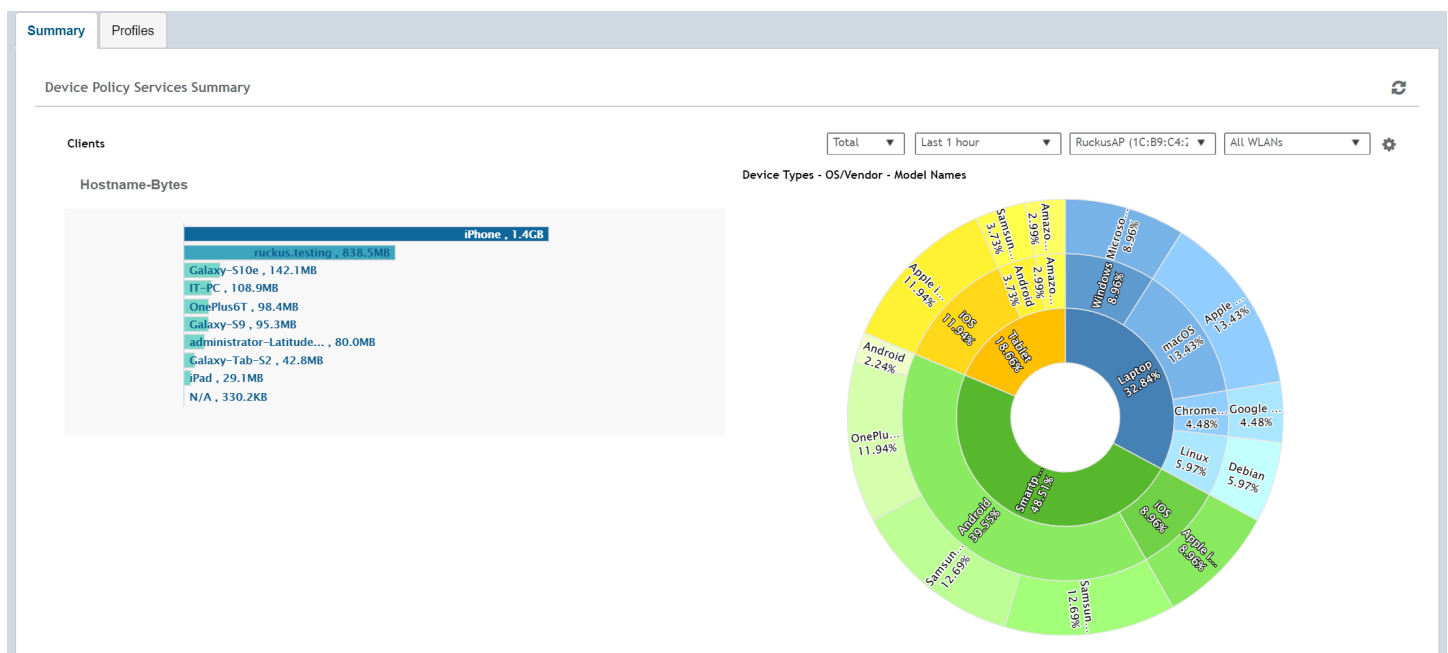 Summary
Profiles
Device Policy Services Summary
Clients
Total
Last 1 hour
RuckusAP (1C:B9:C4:2
All WLANs
Hostname-Bytes
Device Types - OS/Vendor - Model Names
iPhone , 1.4GB
ruckus.testing , 838.5MB
Galaxy-S10e , 142.1MB
IT-PC , 108.9MB
OnePlus6T , 98.4MB
Galaxy-S9 , 95.3MB
administrator-Latitude... , 80.0MB
Galaxy-Tab-S2 , 42.8MB
iPad , 29.1MB
N/A , 330.2KB
Laptop
32.84%
Windows
8.96%
Microso...
8.96%
macOS
13.43%
Apple ...
13.43%
Chrome...
4.48%
Google ...
4.48%
Linux
5.97%
Debian
5.97%
Smartp...
48.51%
iOS
8.96%
Apple i...
8.96%
Android
39.55%
Samsun...
12.69%
Samsun...
12.69%
OnePlu...
11.94%
Android
2.24%
Tablet
18.66%
iOS
11.94%
Apple i...
11.94%
Android
3.73%
Samsun...
3.73%
Amazo...
2.99%
Amazo...
2.99%